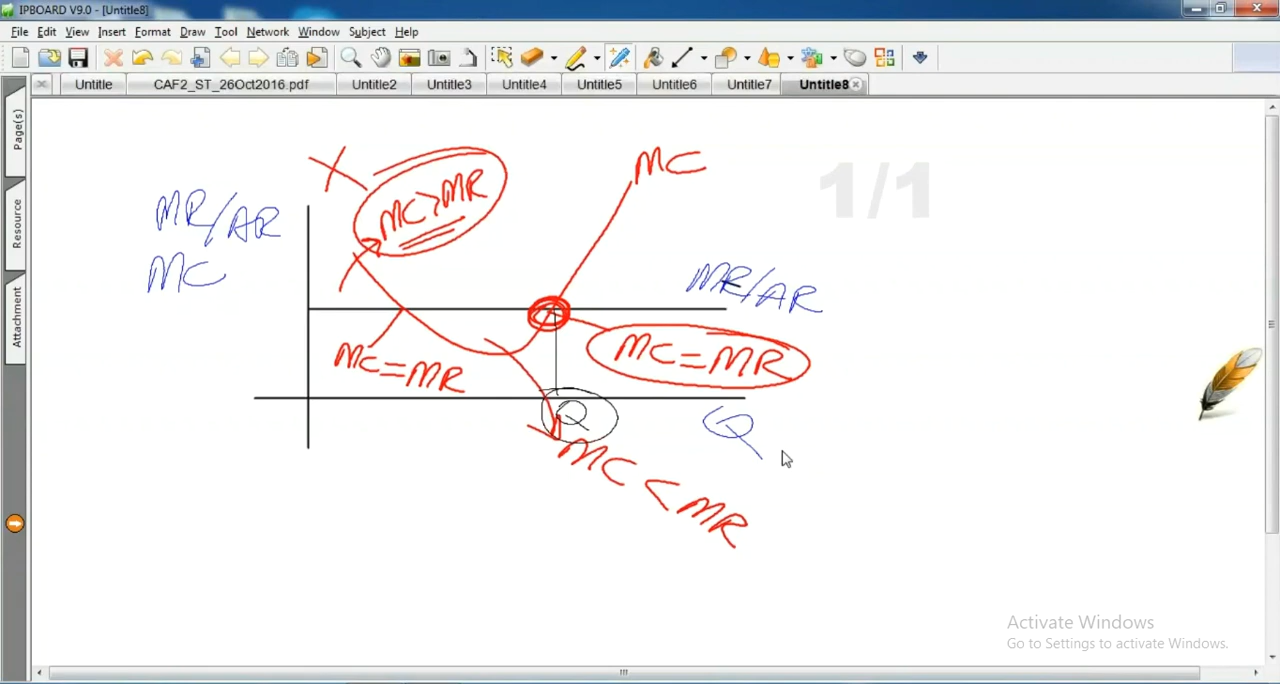 IPBOARD V9.0 - [Untitle8]
File Edit View Insert Format Draw Tool Network Window Subject Help
Untitle CAF2_ST_26Oct2016.pdf Untitle2 Untitle3 Untitle4 Untitle5 Untitle6 Untitle7 Untitle8
Page(s)
Resource
Attachment
1/1
MC
MC>MR
MR/AR
MC
MR/AR
MC=MR
MC=MR
Q
Q
MC<MR
Activate Windows
Go to Settings to activate Windows.